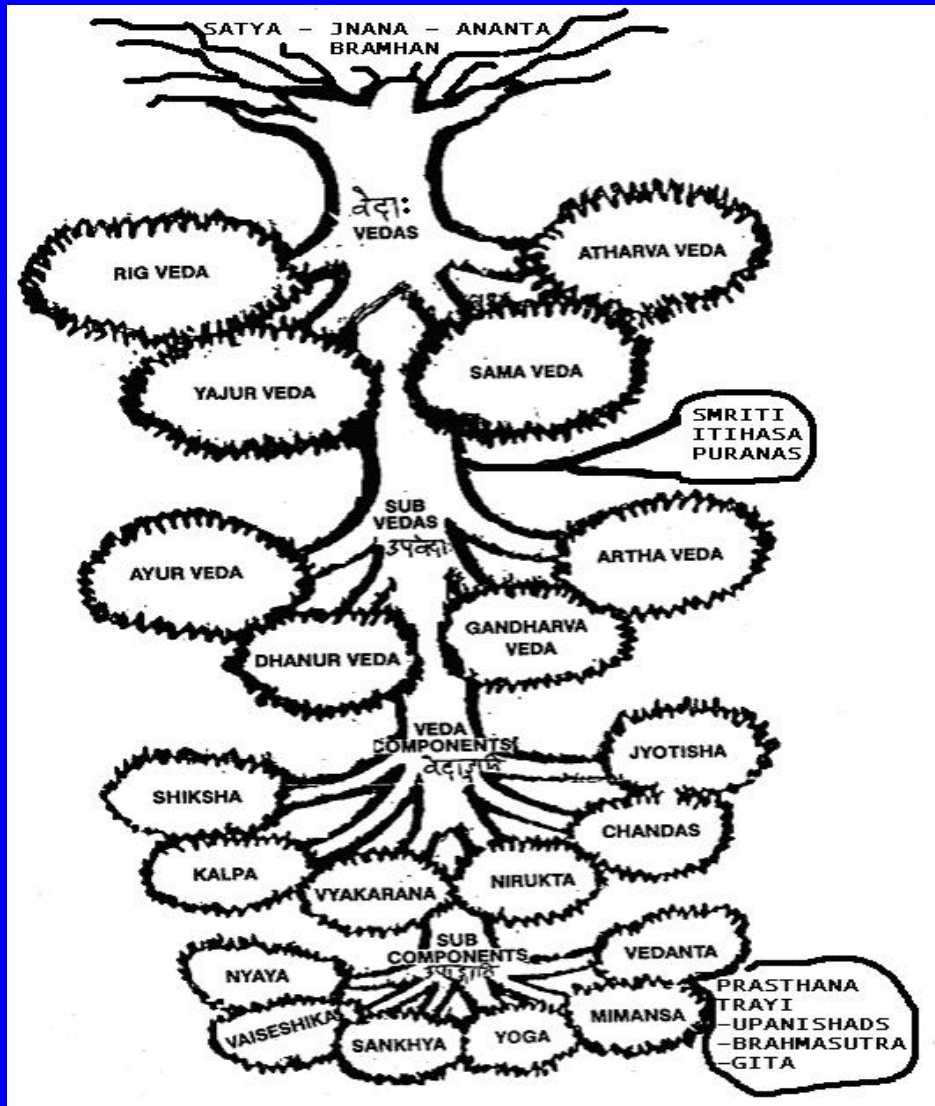 SATYA - JNANA - ANANTA
BRAMHAN
वेदाः
VEDAS
RIG VEDA
ATHARVA VEDA
YAJUR VEDA
SAMA VEDA
SMRITI
ITIHASA
PURANAS
SUB
VEDAS
उपवेदाः
AYUR VEDA
ARTHA VEDA
DHANUR VEDA
GANDHARVA
VEDA
VEDA
COMPONENTS
JYOTISHA
SHIKSHA
CHANDAS
KALPA
VYAKARANA
NIRUKTA
SUB
COMPONENTS
NYAYA
VEDANTA
VAISESHIKA
SANKHYA
YOGA
MIMANSA
PRASTHANA
TRAYI
-UPANISHADS
-BRAHMASUTRA
-GITA